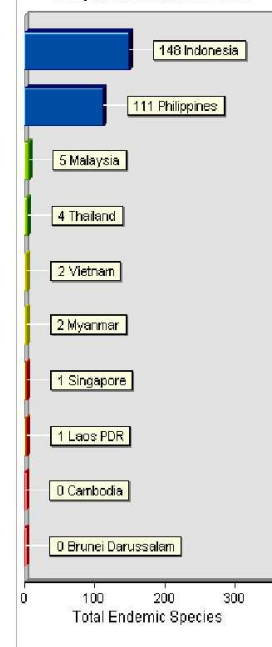 148 Indonesia
111 Philippines
5 Malaysia
4 Thailand
2 Vietnam
2 Myanmar
1 Singapore
1 Laos PDR
0 Cambodia
0 Brunei Darussalam
0 100 200 300
Total Endemic Species